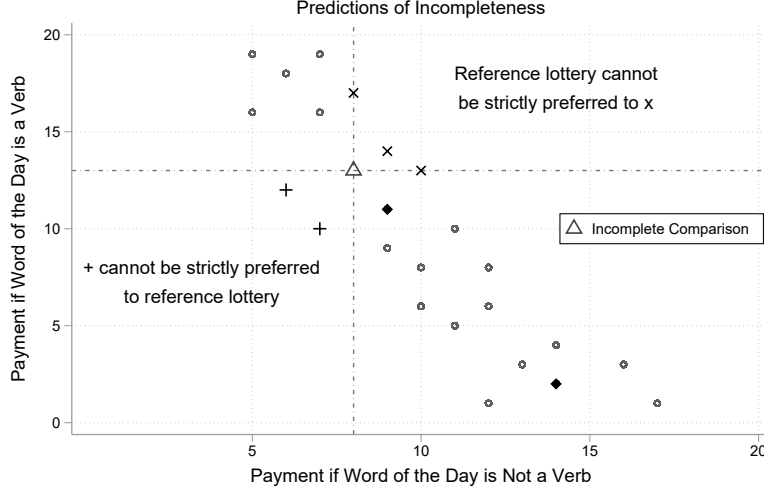 Predictions of Incompleteness
20
15
10
5
0
Payment if Word of the Day is a Verb
Reference lottery cannot
be strictly preferred to x
Incomplete Comparison
+ cannot be strictly preferred
to reference lottery
5
10
15
20
Payment if Word of the Day is Not a Verb